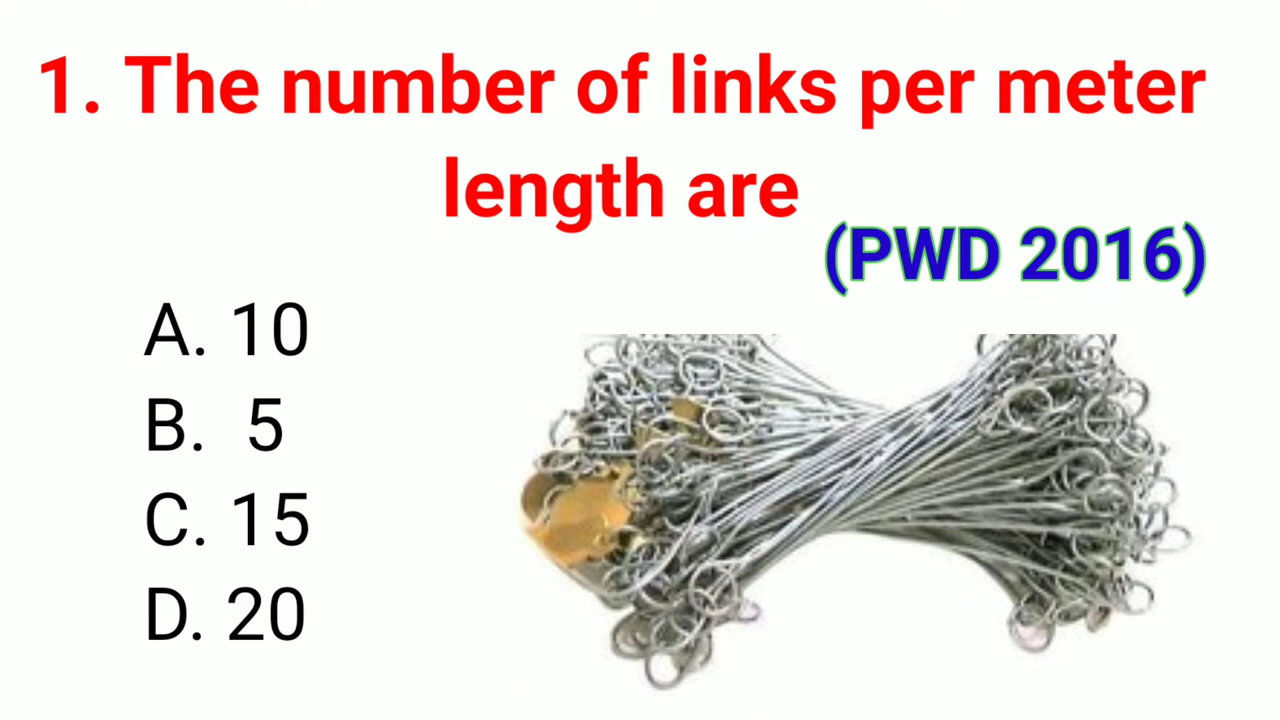 1. The number of links per meter
length are
(PWD 2016)
A. 10
B. 5
C. 15
D. 20